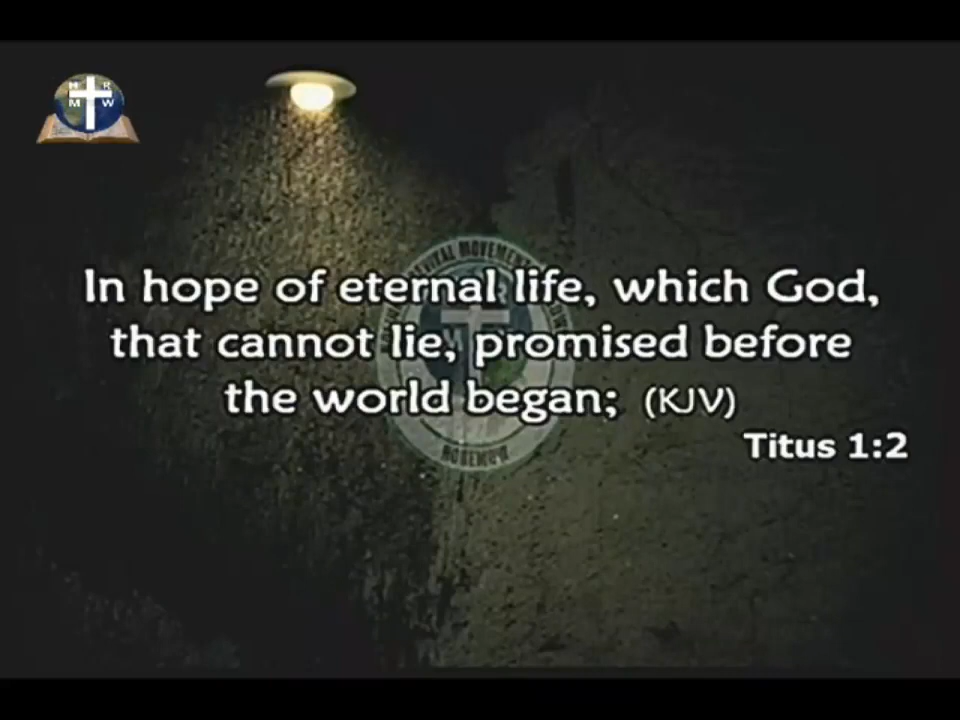 H R
M W
In hope of eternal life, which God,
that cannot lie, promised before
the world began; (KJV)
Titus 1:2
MOVEMENT